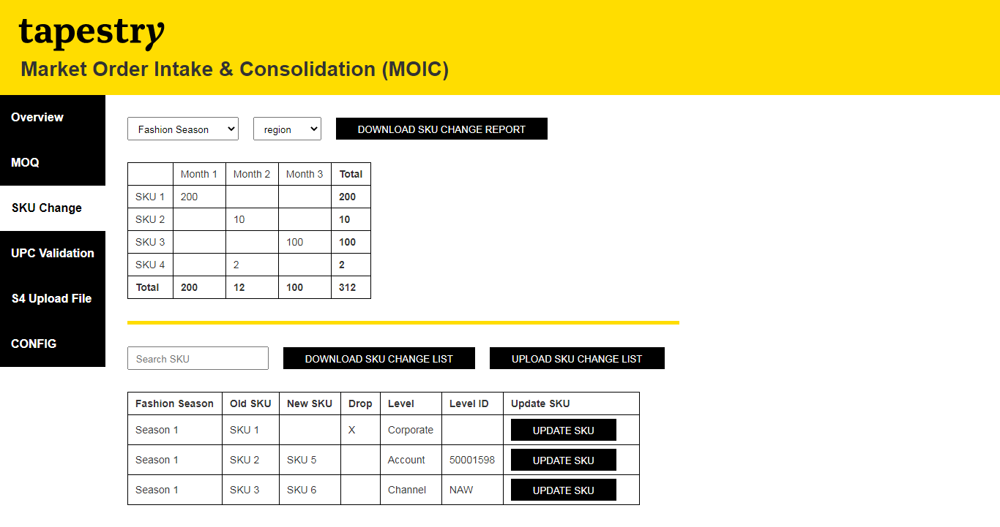 tapestry
Market Order Intake & Consolidation (MOIC)
Overview
MOQ
SKU Change
UPC Validation
S4 Upload File
CONFIG
Fashion Season region DOWNLOAD SKU CHANGE REPORT
Month 1 Month 2 Month 3 Total
SKU 1 200 200
SKU 2 10 10
SKU 3 100 100
SKU 4 2 2
Total 200 12 100 312
Search SKU DOWNLOAD SKU CHANGE LIST UPLOAD SKU CHANGE LIST
Fashion Season Old SKU New SKU Drop Level Level ID Update SKU
Season 1 SKU 1 X Corporate UPDATE SKU
Season 1 SKU 2 SKU 5 Account 50001598 UPDATE SKU
Season 1 SKU 3 SKU 6 Channel NAW UPDATE SKU